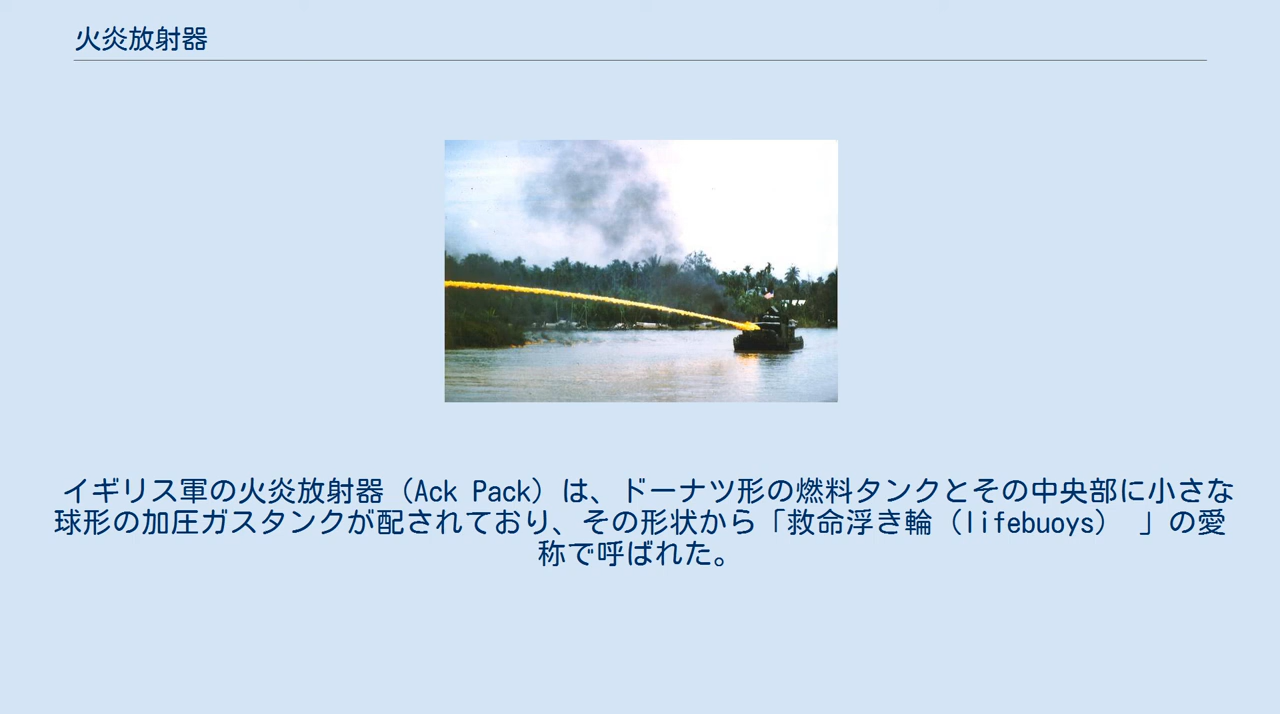 火炎放射器
イギリス軍の火炎放射器（Ack Pack）は、ドーナツ形の燃料タンクとその中央部に小さな
球形の加圧ガスタンクが配されており、その形状から「救命浮き輪（lifebuoys） 」の愛
称で呼ばれた。